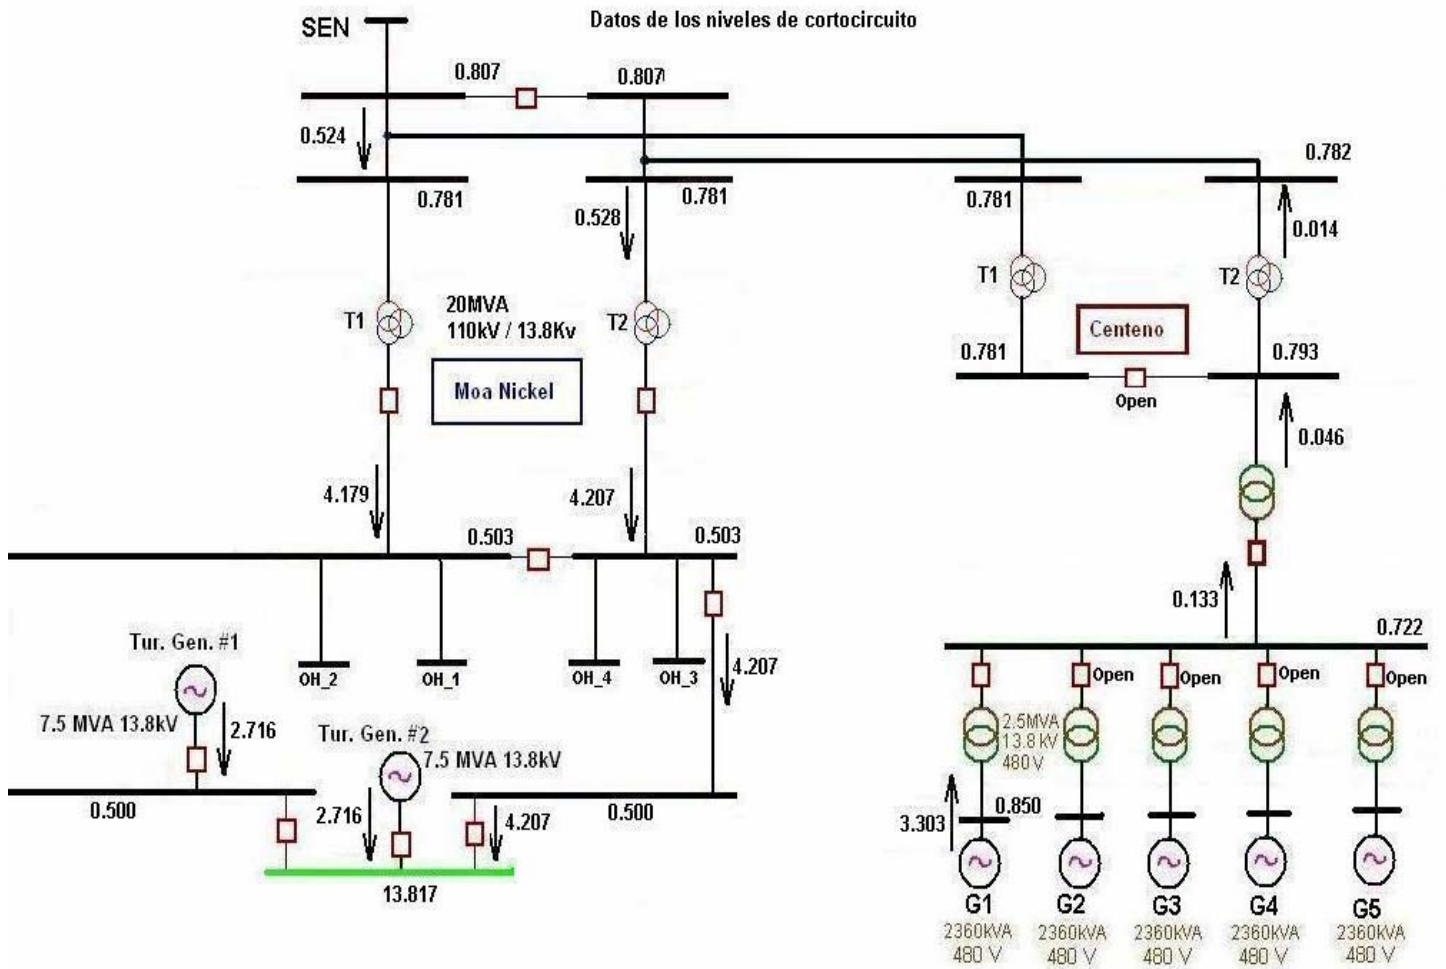 Datos de los niveles de cortocircuito
SEN
0.807
0.807
0.524
0.781
0.528
0.781
0.781
0.782
0.014
T1
20MVA
110kV / 13.8Kv
T2
T1
T2
Centeno
Moa Nickel
0.781
0.793
Open
0.046
4.179
4.207
0.503
0.503
0.133
0.722
OH_2
OH_1
OH_4
OH_3
4.207
Tur. Gen. #1
7.5 MVA 13.8kV
2.716
Tur. Gen. #2
7.5 MVA 13.8kV
Open
Open
Open
Open
2.5MVA
13.8 kV
480 V
0.500
2.716
4.207
0.500
3.303
0.850
13.817
G1
G2
G3
G4
G5
2360kVA
2360kVA
2360kVA
2360kVA
2360kVA
480 V
480 V
480 V
480 V
480 V